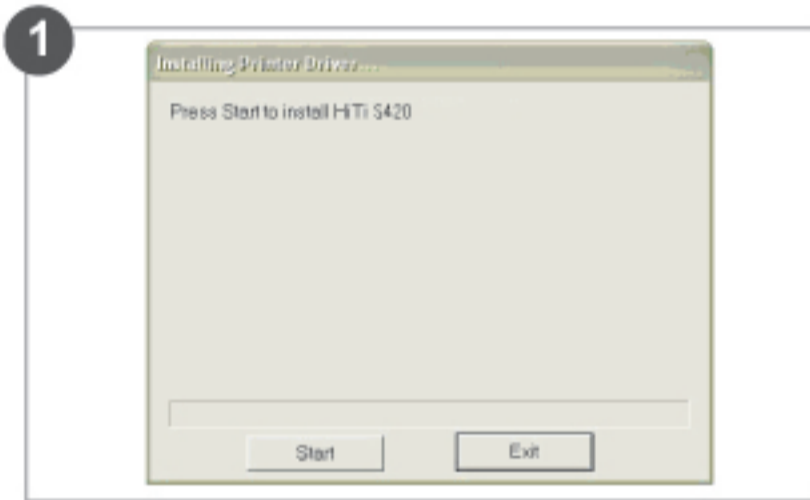 1
Installing Printer Driver...
Press Start to install HiTi S420
Start
Exit